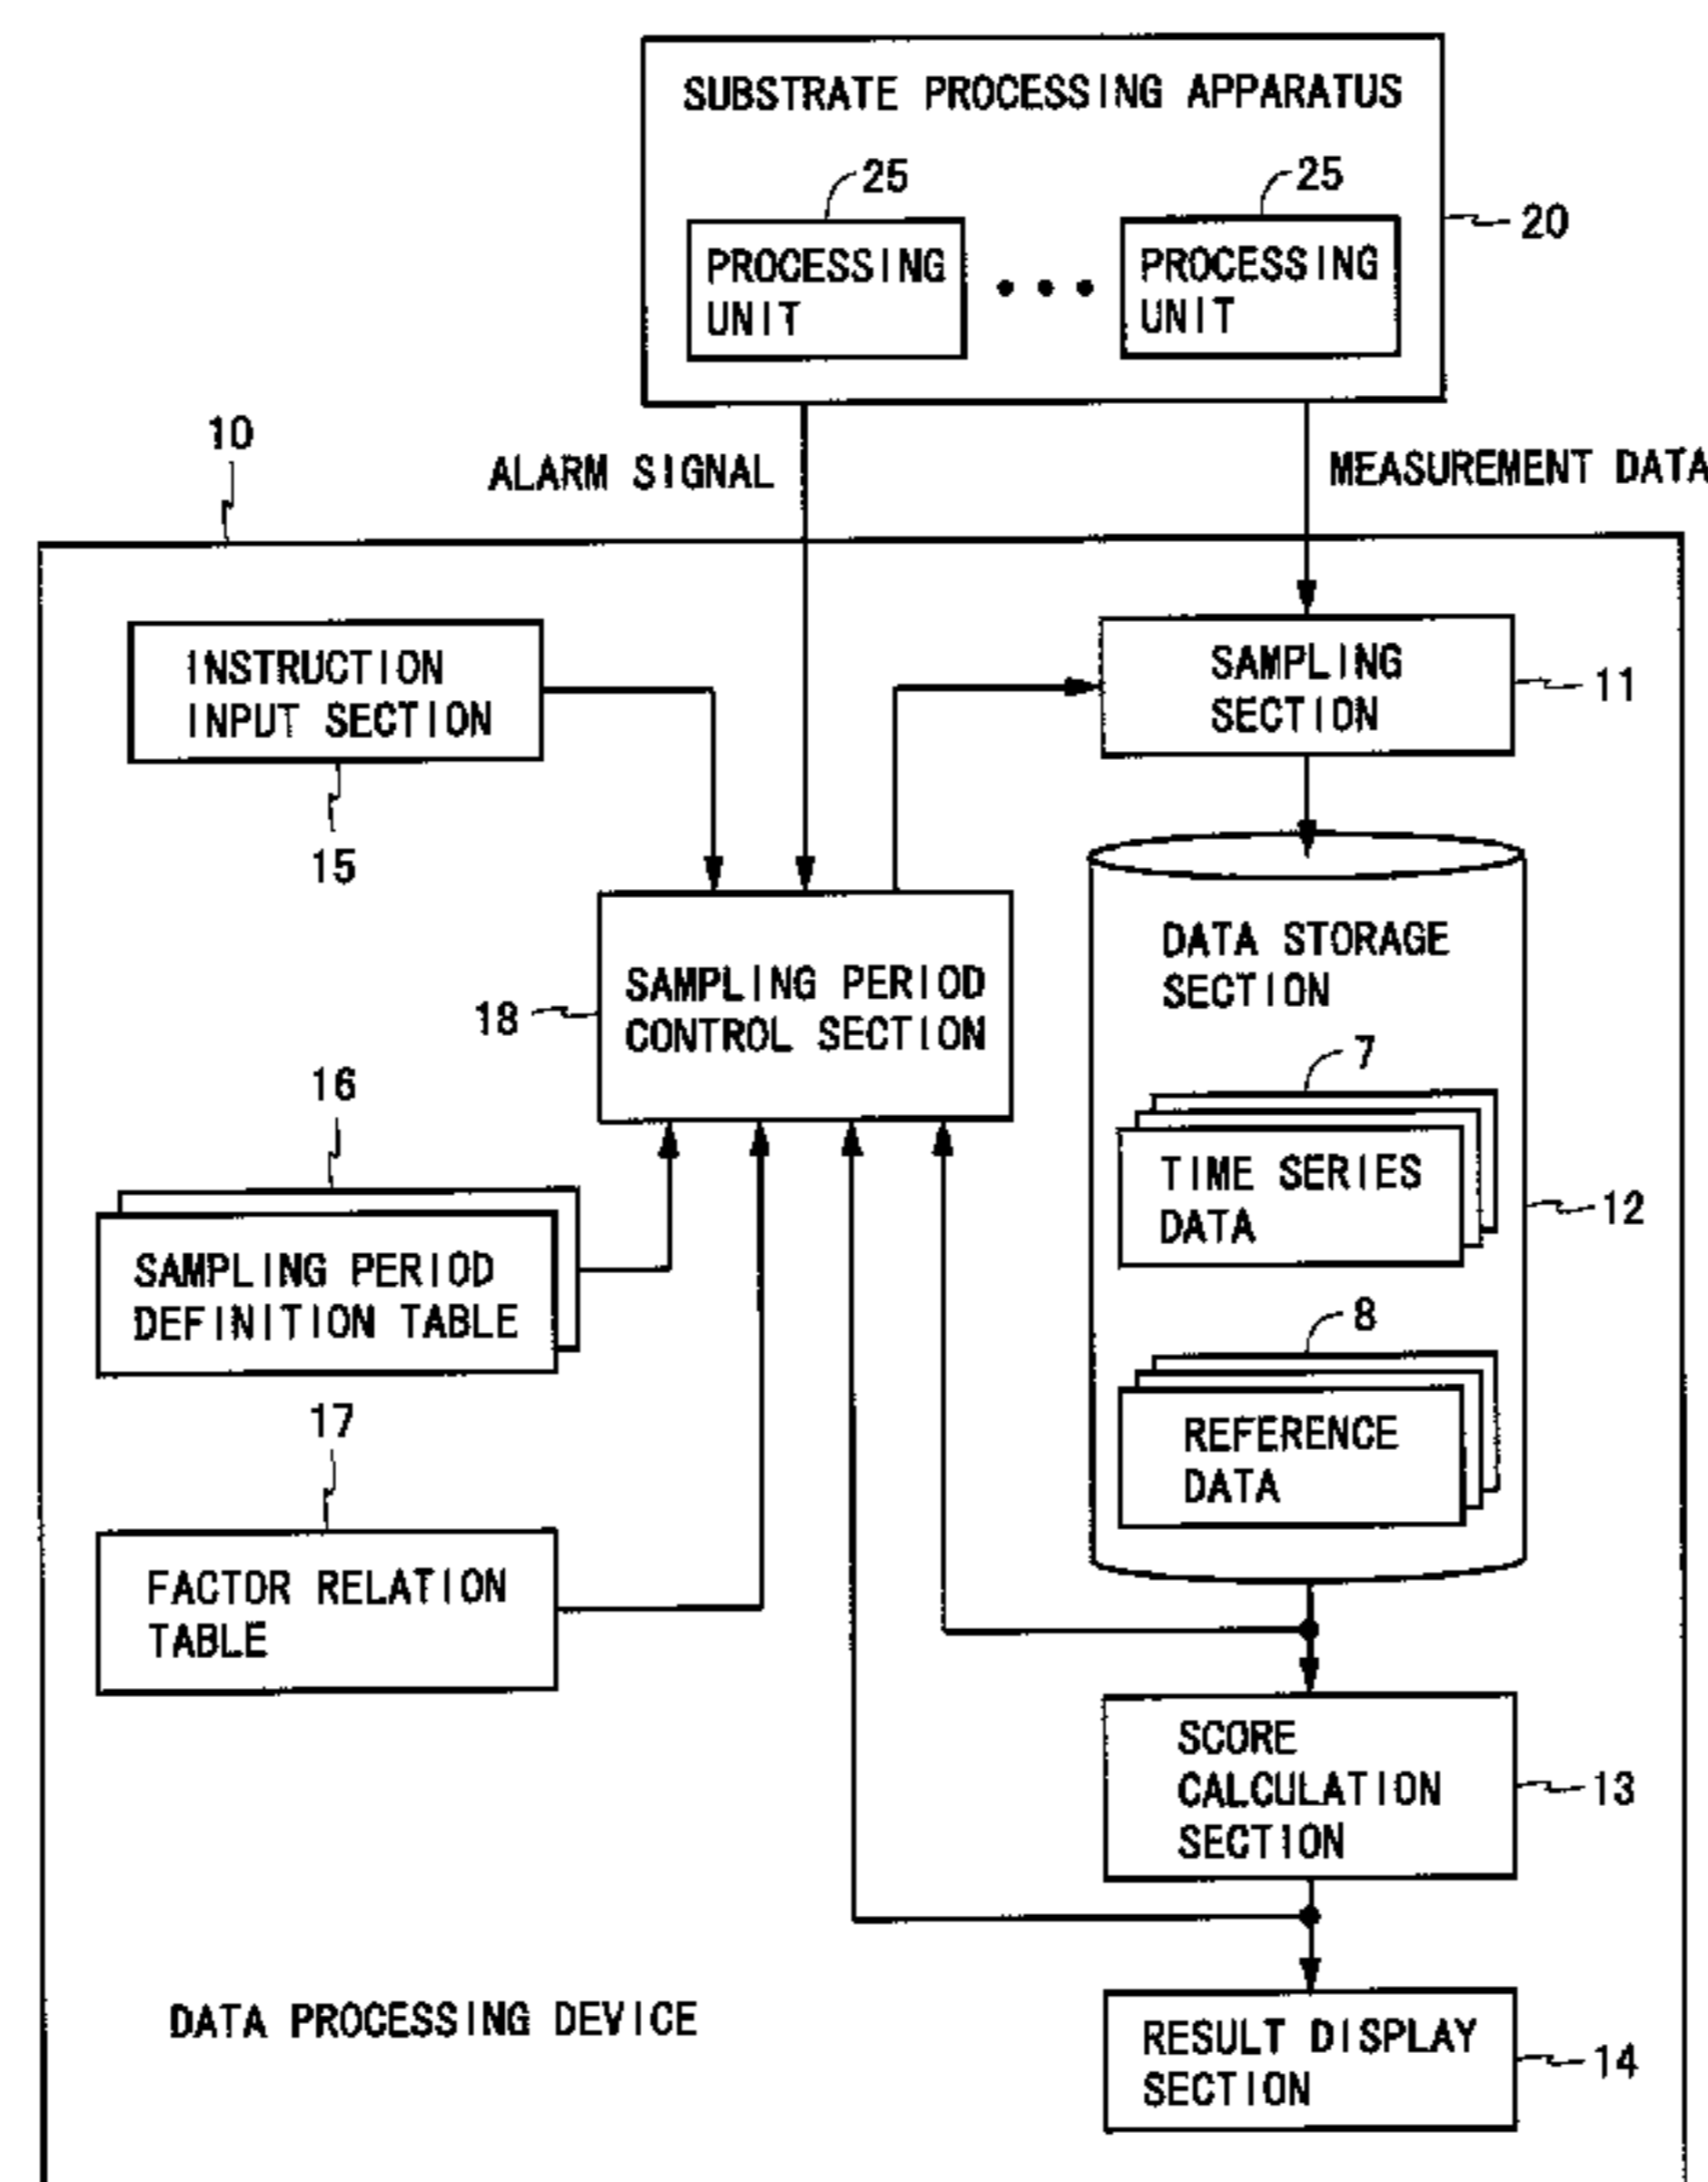 SUBSTRATE PROCESSING APPARATUS
25
25
20
PROCESSING
UNIT
PROCESSING
UNIT
10
ALARM SIGNAL
MEASUREMENT DATA
INSTRUCTION
INPUT SECTION
15
SAMPLING
SECTION
11
DATA STORAGE
SECTION
18
SAMPLING PERIOD
CONTROL SECTION
7
16
TIME SERIES
DATA
12
SAMPLING PERIOD
DEFINITION TABLE
8
17
REFERENCE
DATA
FACTOR RELATION
TABLE
SCORE
CALCULATION
SECTION
13
DATA PROCESSING DEVICE
RESULT DISPLAY
SECTION
14